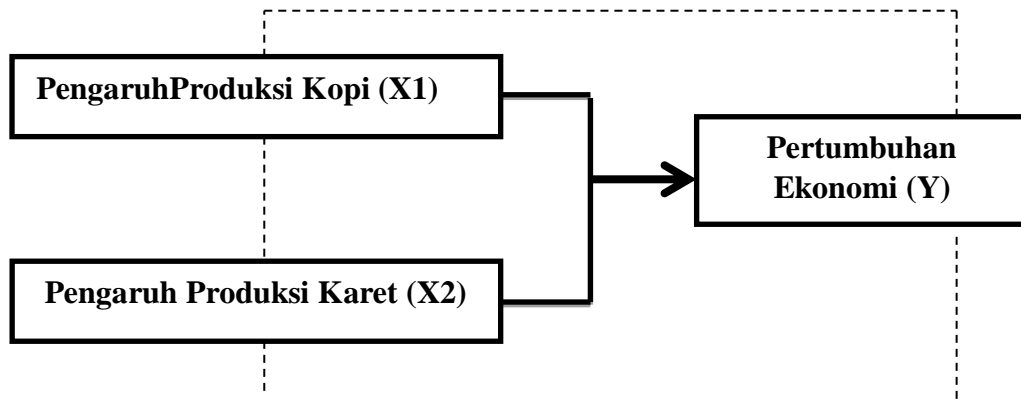 PengaruhProduksi Kopi (X1)
Pertumbuhan
Ekonomi (Y)
Pengaruh Produksi Karet (X2)